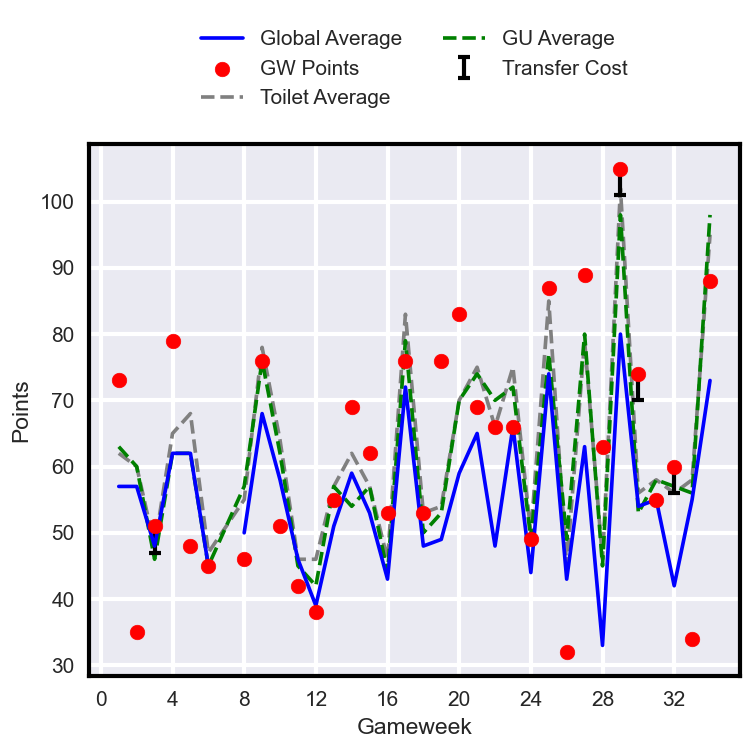 Global Average
GW Points
Toilet Average
GU Average
Transfer Cost
100
90
80
70
60
50
40
30
Points
0 4 8 12 16 20 24 28 32
Gameweek